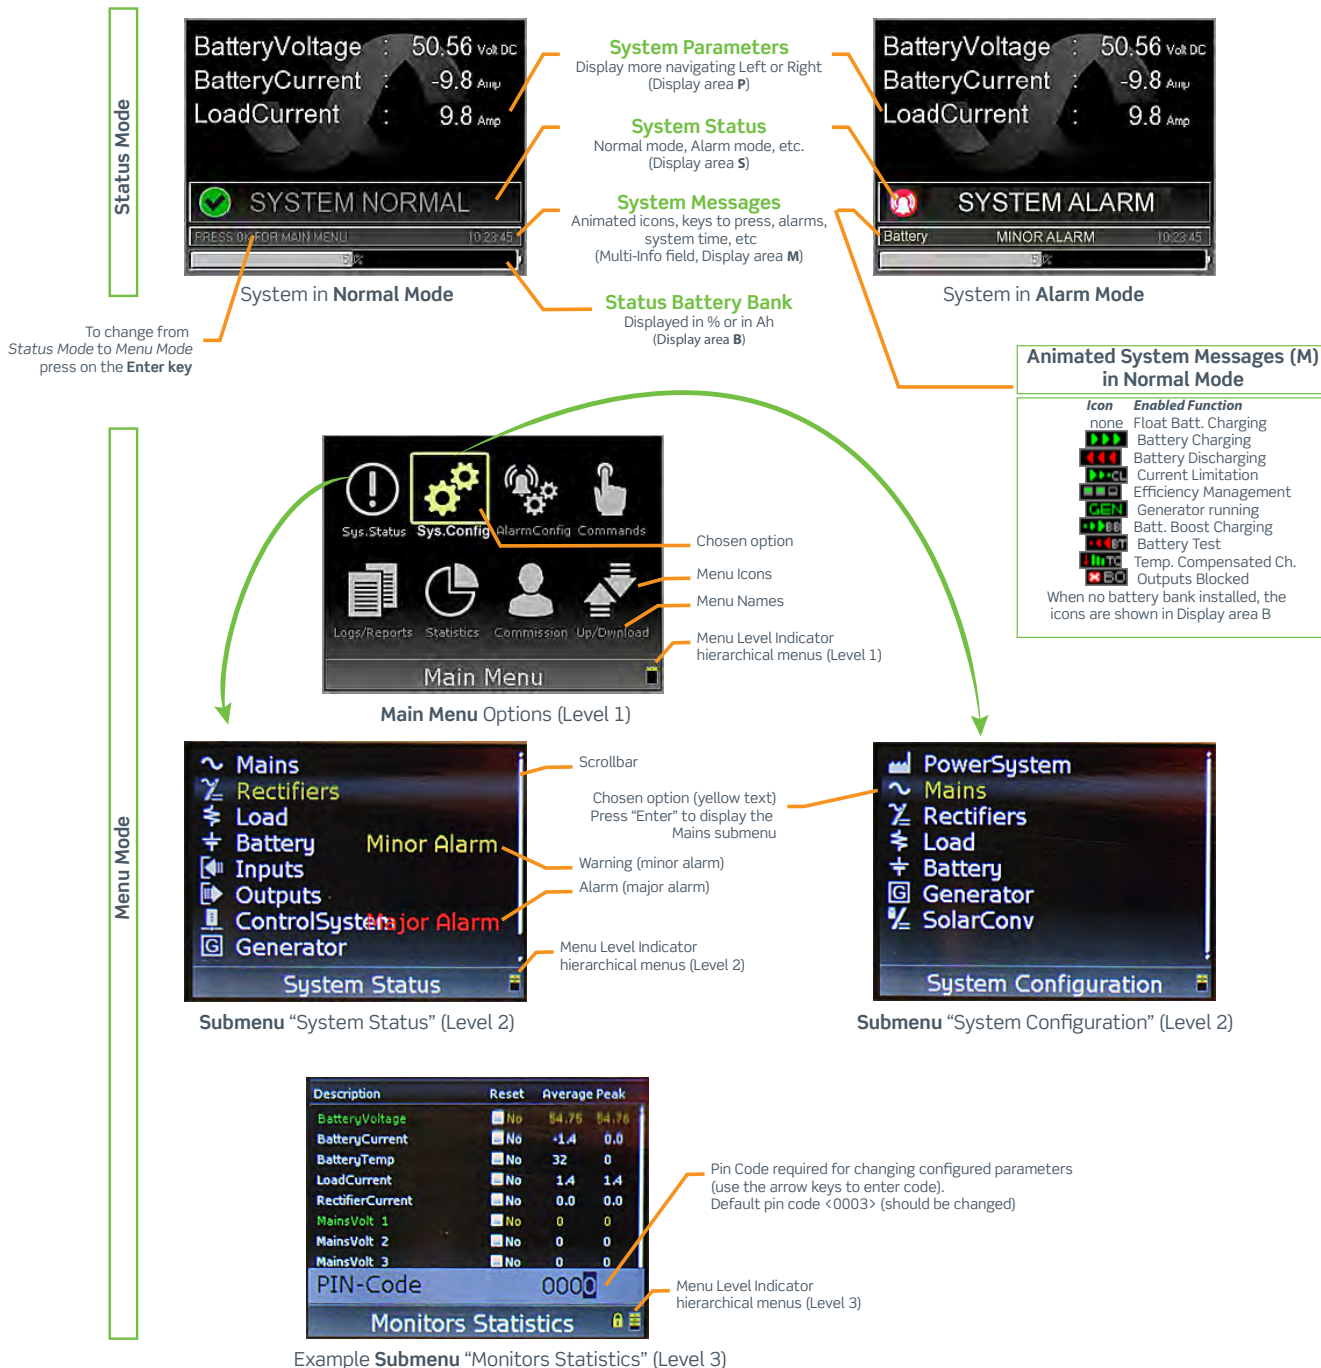 Status Mode
BatteryVoltage : 50.56 Volt DC
BatteryCurrent : -9.8 Amp
LoadCurrent : 9.8 Amp
SYSTEM NORMAL
PRESS OK FOR MAIN MENU 10:23:45
50%
System in Normal Mode
System Parameters
Display more navigating Left or Right
(Display area P)
System Status
Normal mode, Alarm mode, etc.
(Display area S)
System Messages
Animated icons, keys to press, alarms,
system time, etc
(Multi-Info field, Display area M)
Status Battery Bank
Displayed in % or in Ah
(Display area B)
BatteryVoltage : 50.56 Volt DC
BatteryCurrent : -9.8 Amp
LoadCurrent : 9.8 Amp
SYSTEM ALARM
Battery MINOR ALARM 10:23:45
50%
System in Alarm Mode
To change from
Status Mode to Menu Mode
press on the Enter key
Animated System Messages (M)
in Normal Mode
Icon Enabled Function
none Float Batt. Charging
Battery Charging
Battery Discharging
CL Current Limitation
Efficiency Management
GEN Generator running
BB Batt. Boost Charging
BT Battery Test
TC Temp. Compensated Ch.
BO Outputs Blocked
When no battery bank installed, the
icons are shown in Display area B
Menu Mode
Sys.Status Sys.Config AlarmConfig Commands
Logs/Reports Statistics Commission Up/Dwnload
Main Menu
Main Menu Options (Level 1)
Chosen option
Menu Icons
Menu Names
Menu Level Indicator
hierarchical menus (Level 1)
Mains
Rectifiers
Load
Battery Minor Alarm
Inputs
Outputs
ControlSystem Major Alarm
G Generator
System Status
Submenu "System Status" (Level 2)
Scrollbar
Chosen option (yellow text)
Press "Enter" to display the
Mains submenu
Warning (minor alarm)
Alarm (major alarm)
Menu Level Indicator
hierarchical menus (Level 2)
PowerSystem
Mains
Rectifiers
Load
Battery
G Generator
SolarConv
System Configuration
Submenu "System Configuration" (Level 2)
Description Reset Average Peak
BatteryVoltage No 54.75 54.76
BatteryCurrent No -1.4 0.0
BatteryTemp No 32 0
LoadCurrent No 1.4 1.4
RectifierCurrent No 0.0 0.0
MainsVolt 1 No 0 0
MainsVolt 2 No 0 0
MainsVolt 3 No 0 0
PIN-Code 0000
Monitors Statistics
Example Submenu "Monitors Statistics" (Level 3)
Pin Code required for changing configured parameters
(use the arrow keys to enter code).
Default pin code <0003> (should be changed)
Menu Level Indicator
hierarchical menus (Level 3)